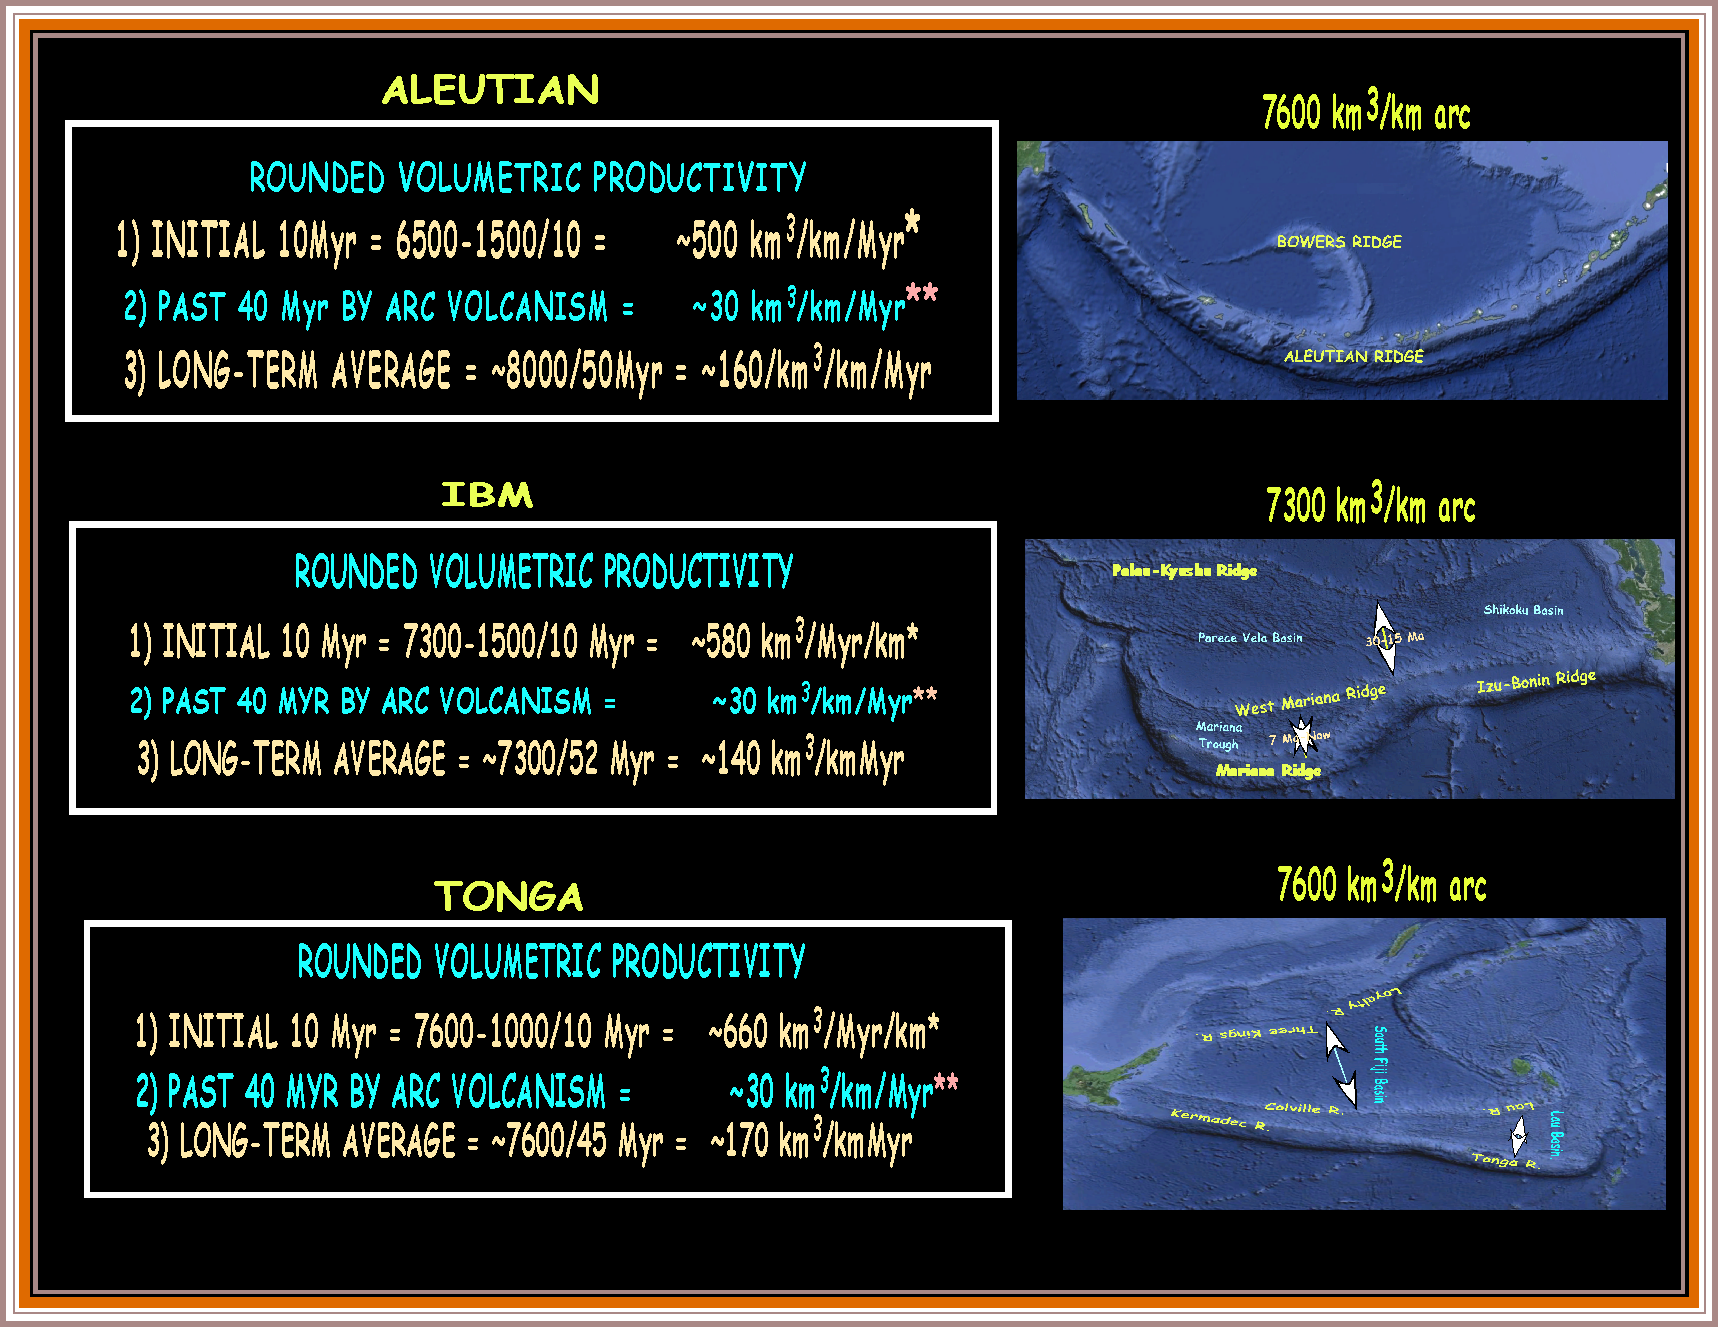 ALEUTIAN
ROUNDED VOLUMETRIC PRODUCTIVITY
1) INITIAL 10Myr = 6500-1500/10 = ~500 km³/km/Myr*
2) PAST 40 Myr BY ARC VOLCANISM = ~30 km³/km/Myr**
3) LONG-TERM AVERAGE = ~8000/50Myr = ~160/km³/km/Myr
7600 km³/km arc
BOWERS RIDGE
ALEUTIAN RIDGE
IBM
ROUNDED VOLUMETRIC PRODUCTIVITY
1) INITIAL 10 Myr = 7300-1500/10 Myr = ~580 km³/Myr/km*
2) PAST 40 MYR BY ARC VOLCANISM = ~30 km³/km/Myr**
3) LONG-TERM AVERAGE = ~7300/52 Myr = ~140 km³/kmMyr
7300 km³/km arc
Palau-Kyushu Ridge
Shikoku Basin
Parece Vela Basin
30-15 Ma
Izu-Bonin Ridge
West Mariana Ridge
Mariana
Trough
7 Ma-Now
Mariana Ridge
TONGA
ROUNDED VOLUMETRIC PRODUCTIVITY
1) INITIAL 10 Myr = 7600-1000/10 Myr = ~660 km³/Myr/km*
2) PAST 40 MYR BY ARC VOLCANISM = ~30 km³/km/Myr**
3) LONG-TERM AVERAGE = ~7600/45 Myr = ~170 km³/kmMyr
7600 km³/km arc
Loyalty R.
Three Kings R.
South Fiji Basin
Colville R.
Kermadec R.
Lau R.
Lau Basin
Tonga R.